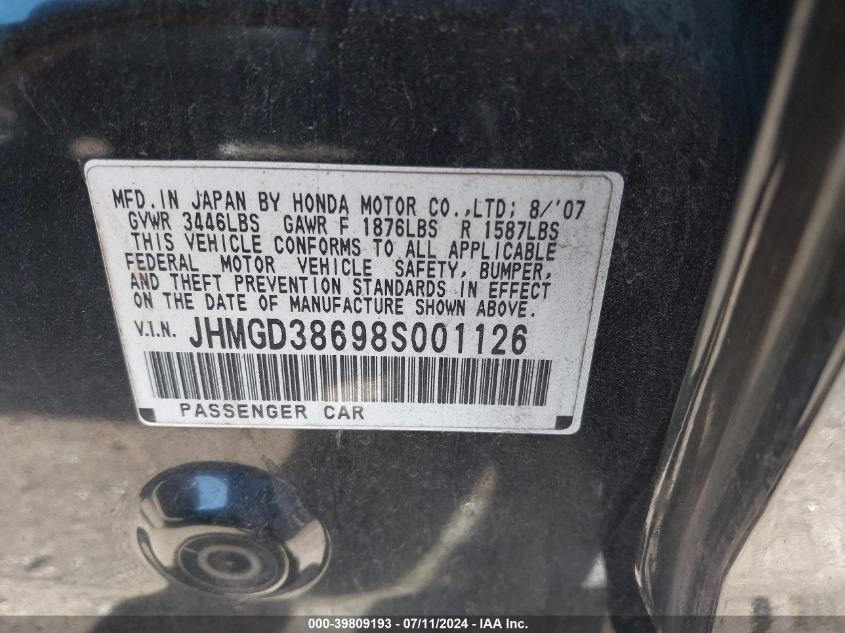 MFD. IN JAPAN BY HONDA MOTOR CO.,LTD; 8/'07
GVWR 3446LBS GAWR F 1876LBS R 1587LBS
THIS VEHICLE CONFORMS TO ALL APPLICABLE
FEDERAL MOTOR VEHICLE SAFETY, BUMPER,
AND THEFT PREVENTION STANDARDS IN EFFECT
ON THE DATE OF MANUFACTURE SHOWN ABOVE.
V.I.N. JHMGD38698S001126
PASSENGER CAR
000-39809193 - 07/11/2024 - IAAI.com